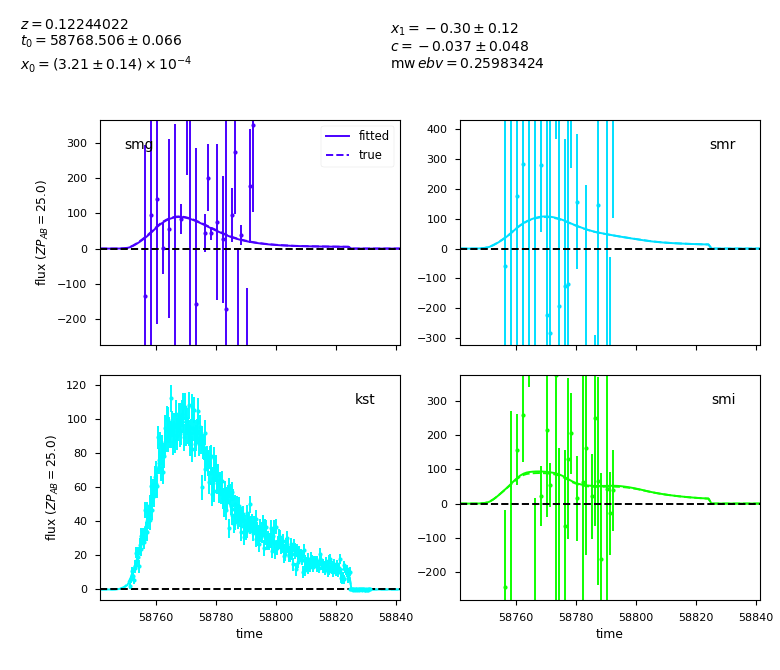 z = 0.12244022
t₀ = 58768.506 ± 0.066
x₀ = (3.21 ± 0.14) × 10⁻⁴
x₁ = −0.30 ± 0.12
c = −0.037 ± 0.048
mw ebv = 0.25983424
smg
fitted
true
300
200
100
0
−100
−200
flux (ZP_AB = 25.0)
smr
400
300
200
100
0
−100
−200
−300
kst
120
100
80
60
40
20
0
flux (ZP_AB = 25.0)
58760 58780 58800 58820 58840
time
smi
300
200
100
0
−100
−200
58760 58780 58800 58820 58840
time